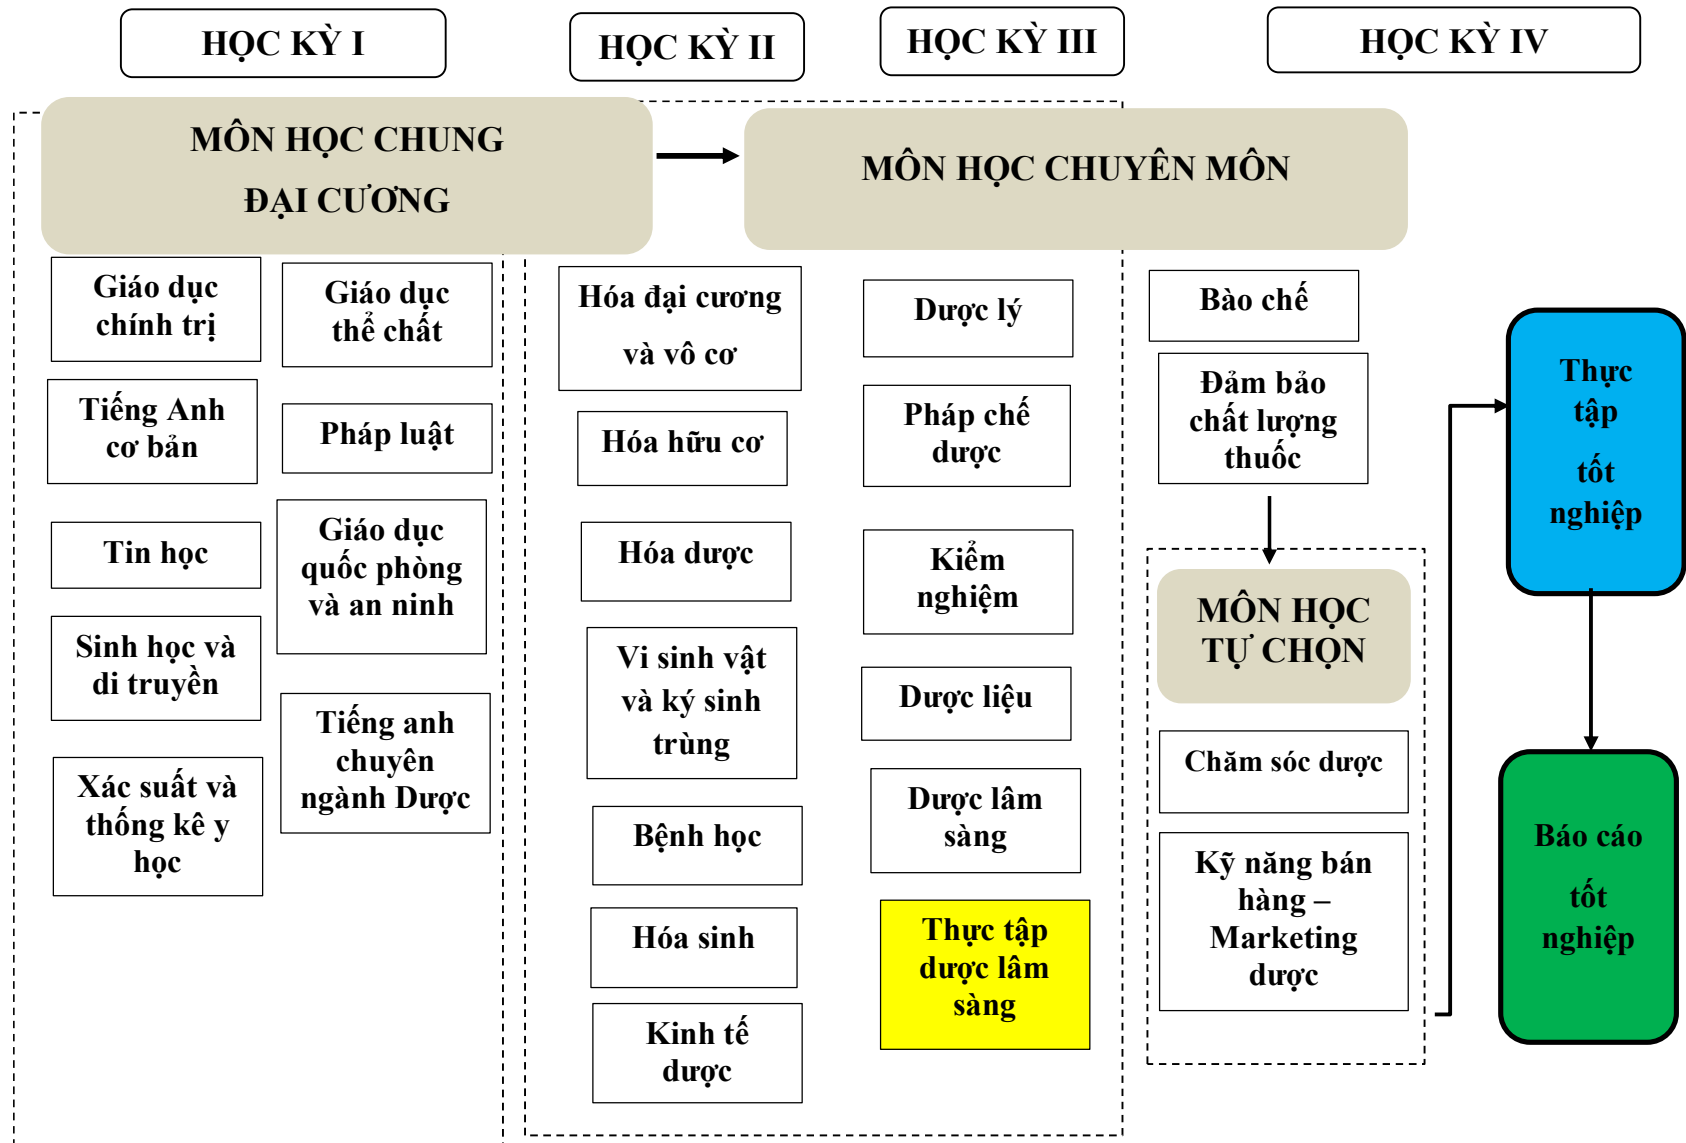 HỌC KỲ I
HỌC KỲ II
HỌC KỲ III
HỌC KỲ IV
MÔN HỌC CHUNG
ĐẠI CƯƠNG
MÔN HỌC CHUYÊN MÔN
Giáo dục
chính trị
Tiếng Anh
cơ bản
Tin học
Sinh học và
di truyền
Xác suất và
thống kê y
học
Giáo dục
thể chất
Pháp luật
Giáo dục
quốc phòng
và an ninh
Tiếng anh
chuyên
ngành Dược
Hóa đại cương
và vô cơ
Hóa hữu cơ
Hóa dược
Vi sinh vật
và ký sinh
trùng
Bệnh học
Hóa sinh
Kinh tế
dược
Dược lý
Pháp chế
dược
Kiểm
nghiệm
Dược liệu
Dược lâm
sàng
Thực tập
dược lâm
sàng
Bào chế
Đảm bảo
chất lượng
thuốc
MÔN HỌC
TỰ CHỌN
Chăm sóc dược
Kỹ năng bán
hàng –
Marketing
dược
Thực
tập
tốt
nghiệp
Báo cáo
tốt
nghiệp